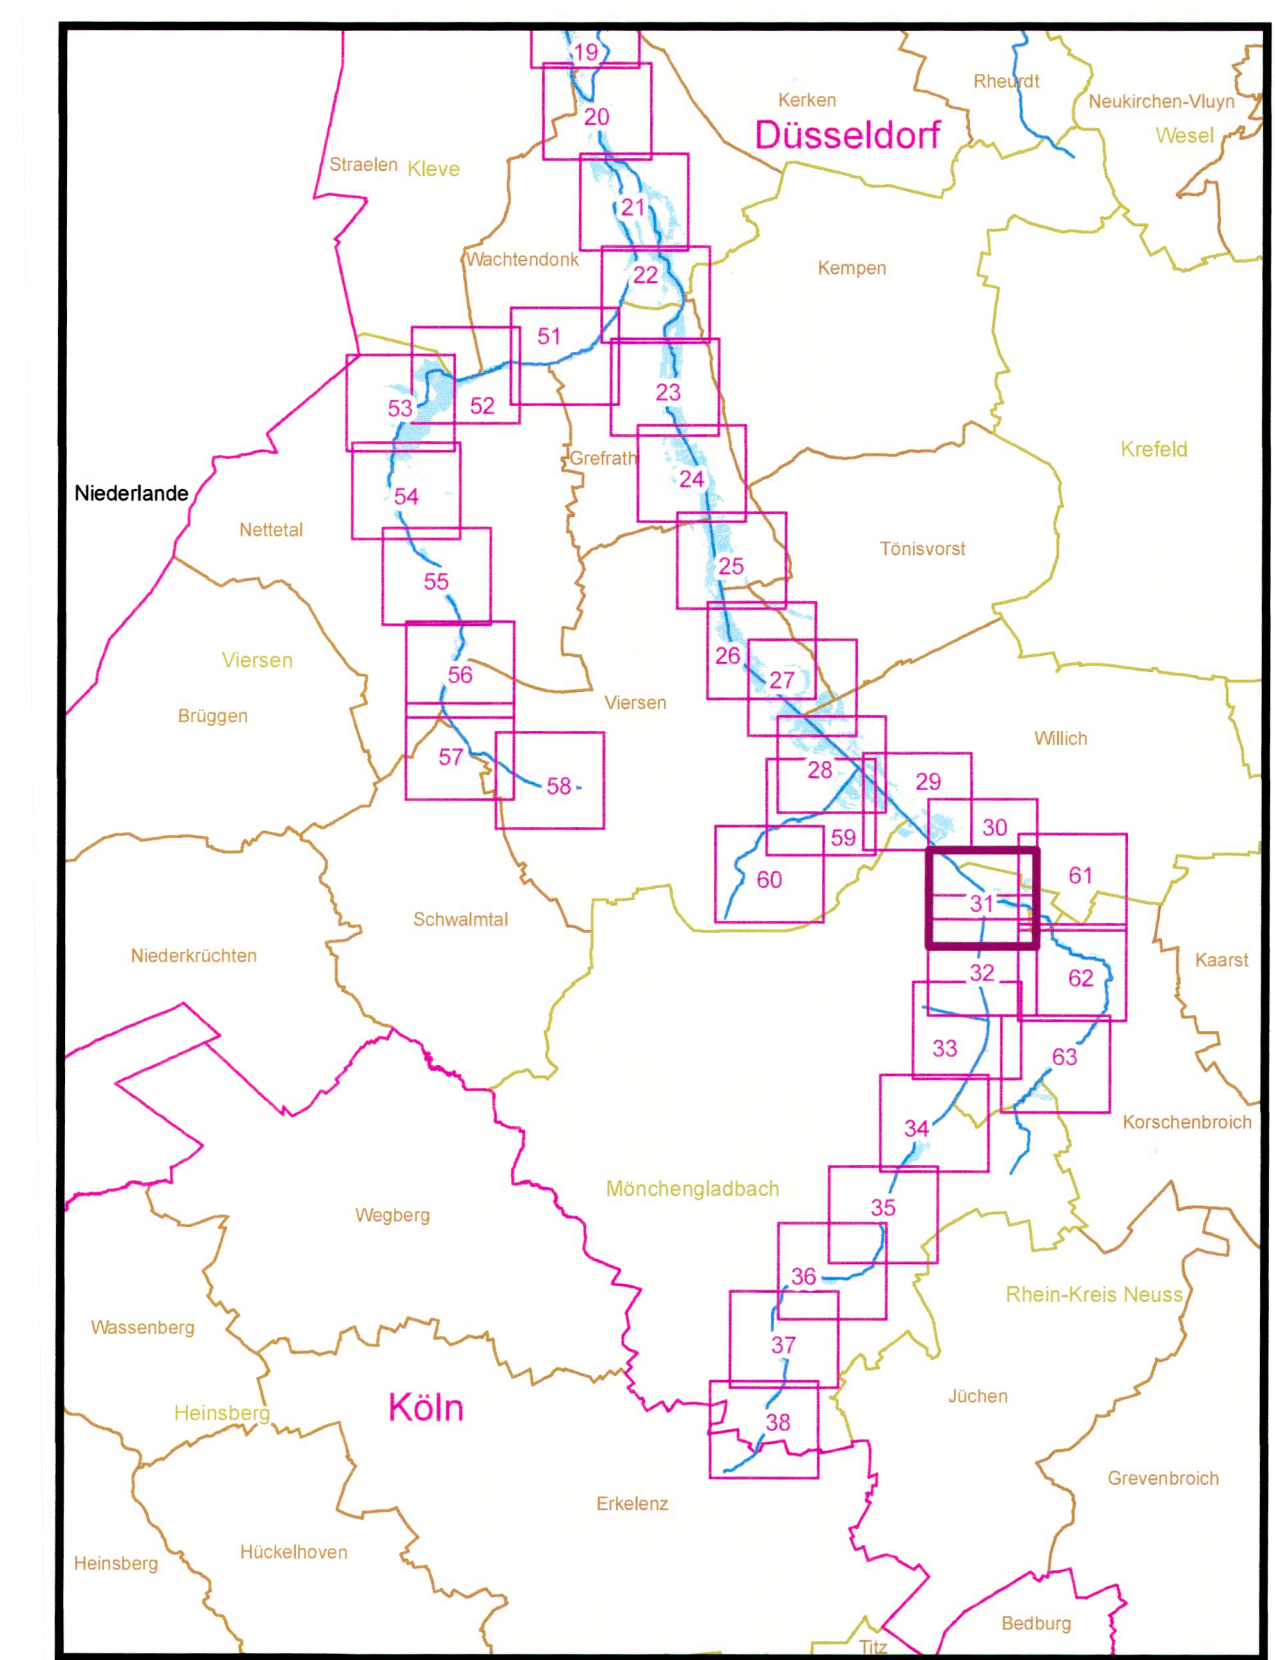 19
Rheurdt
Kerken
Neukirchen-Vluyn
20
Düsseldorf
Wesel
Straelen Kleve
21
Wachtendonk
Kempen
22
51
23
52
53
Krefeld
Grefrath
24
Niederlande
54
Nettetal
Tönisvorst
25
55
26
Viersen
56
27
Viersen
Brüggen
Willich
57
28
29
58
30
59
61
60
31
Schwalmtal
Niederkrüchten
Kaarst
32
62
33
63
Korschenbroich
34
Mönchengladbach
35
Wegberg
36
Rhein-Kreis Neuss
Wassenberg
37
Jüchen
Köln
Heinsberg
38
Grevenbroich
Erkelenz
Hückelhoven
Heinsberg
Bedburg
Titz